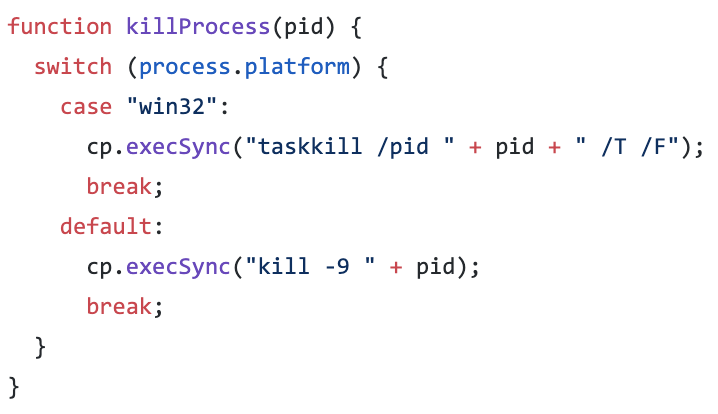 function killProcess(pid) {
  switch (process.platform) {
    case "win32":
      cp.execSync("taskkill /pid " + pid + " /T /F");
      break;
    default:
      cp.execSync("kill -9 " + pid);
      break;
  }
}